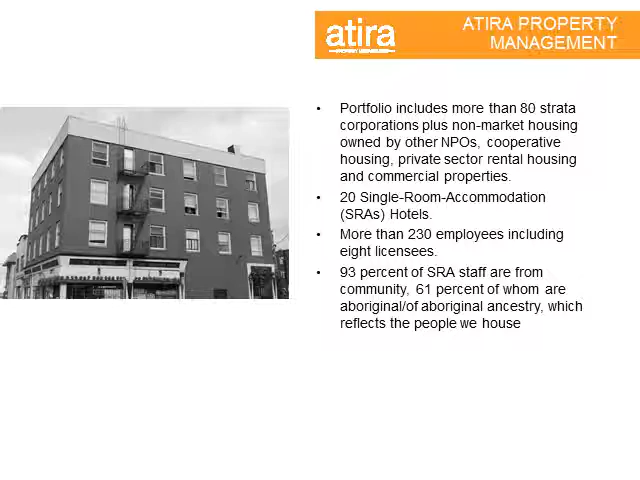 atira
ATIRA PROPERTY
MANAGEMENT
• Portfolio includes more than 80 strata
corporations plus non-market housing
owned by other NPOs, cooperative
housing, private sector rental housing
and commercial properties.
• 20 Single-Room-Accommodation
(SRAs) Hotels.
• More than 230 employees including
eight licensees.
• 93 percent of SRA staff are from
community, 61 percent of whom are
aboriginal/of aboriginal ancestry, which
reflects the people we house